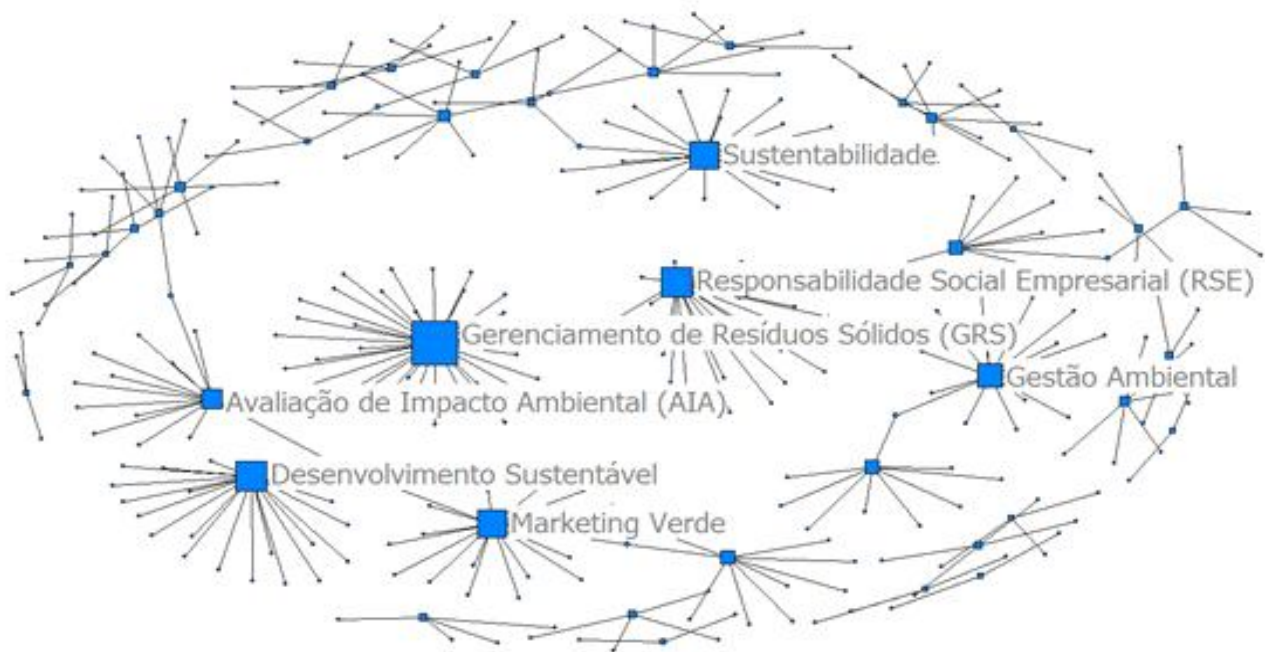 Sustentabilidade
Responsabilidade Social Empresarial (RSE)
Gerenciamento de Resíduos Sólidos (GRS)
Gestão Ambiental
Avaliação de Impacto Ambiental (AIA)
Desenvolvimento Sustentável
Marketing Verde